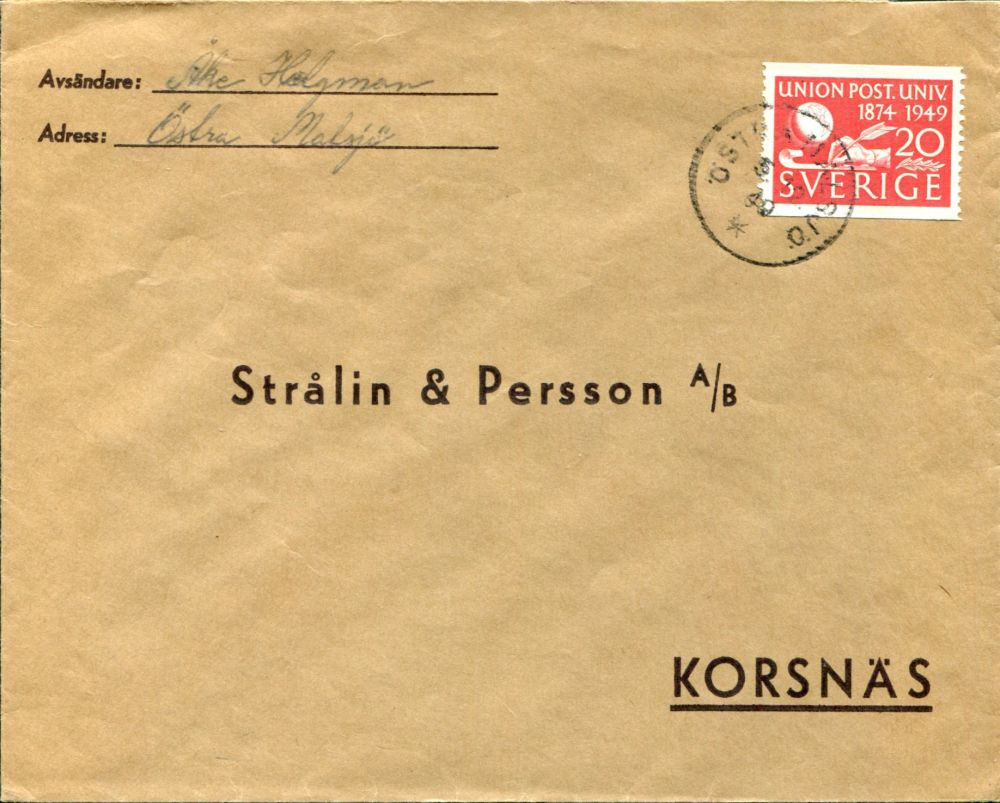 Avsändare: Åke Holgman
Adress: Östra Malsjö
UNION POST. UNIV.
1874 1949
20
SVERIGE
Strålin & Persson A/B
KORSNÄS